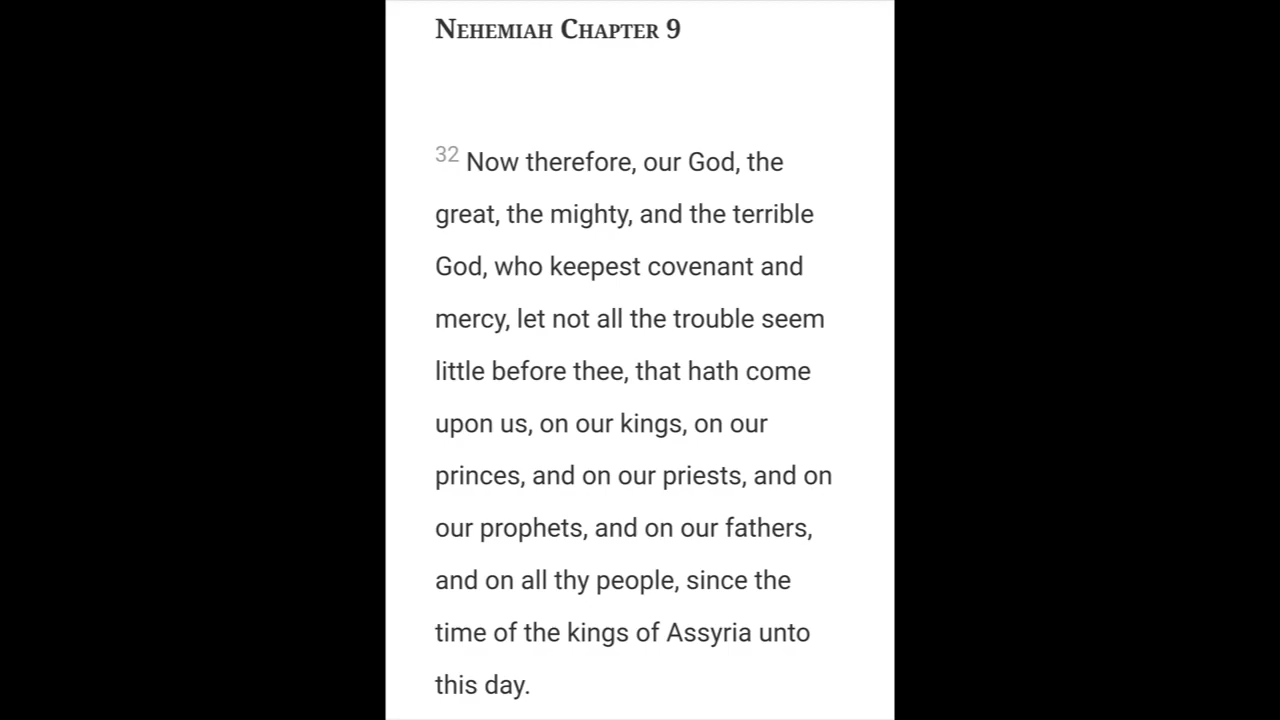 Nehemiah Chapter 9
32 Now therefore, our God, the
great, the mighty, and the terrible
God, who keepest covenant and
mercy, let not all the trouble seem
little before thee, that hath come
upon us, on our kings, on our
princes, and on our priests, and on
our prophets, and on our fathers,
and on all thy people, since the
time of the kings of Assyria unto
this day.